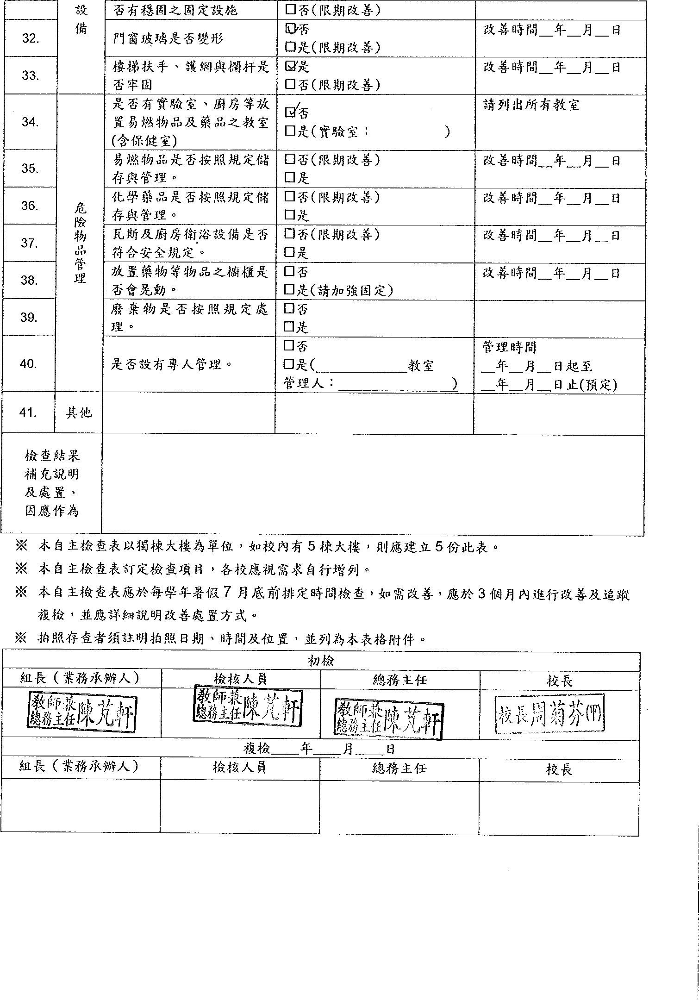 設
備
否有穩固之固定設施
□否(限期改善)
32.
門窗玻璃是否變形
☑否
□是(限期改善)
改善時間__年__月__日
33.
樓梯扶手、護網與欄杆是
否牢固
☑是
□否(限期改善)
改善時間__年__月__日
危險物品管理
34.
是否有實驗室、廚房等放
置易燃物品及藥品之教室
(含保健室)
☑否
□是(實驗室：　　　　　)
請列出所有教室
35.
易燃物品是否按照規定儲
存與管理。
□否(限期改善)
□是
改善時間__年__月__日
36.
化學藥品是否按照規定儲
存與管理。
□否(限期改善)
□是
改善時間__年__月__日
37.
瓦斯及廚房衛浴設備是否
符合安全規定。
□否(限期改善)
□是
改善時間__年__月__日
38.
放置藥物等物品之櫥櫃是
否會晃動。
□否
□是(請加強固定)
改善時間__年__月__日
39.
廢棄物是否按照規定處
理。
□否
□是
40.
是否設有專人管理。
□否
□是(_____________教室
管理人：________________)
管理時間
__年__月__日起至
__年__月__日止(預定)
41.
其他
檢查結果
補充說明
及處置、
因應作為
※ 本自主檢查表以獨棟大樓為單位，如校內有 5 棟大樓，則應建立 5 份此表。
※ 本自主檢查表訂定檢查項目，各校應視需求自行增列。
※ 本自主檢查表應於每學年暑假 7 月底前排定時間檢查，如需改善，應於 3 個月內進行改善及追蹤
複檢，並應詳細說明改善處置方式。
※ 拍照存查者須註明拍照日期、時間及位置，並列為本表格附件。
初檢
組長（業務承辦人）
檢核人員
總務主任
校長
教師兼
總務主任 陳芃軒
教師兼
總務主任 陳芃軒
教師兼
總務主任 陳芃軒
校長周菊芬(甲)
複檢____年____月____日
組長（業務承辦人）
檢核人員
總務主任
校長